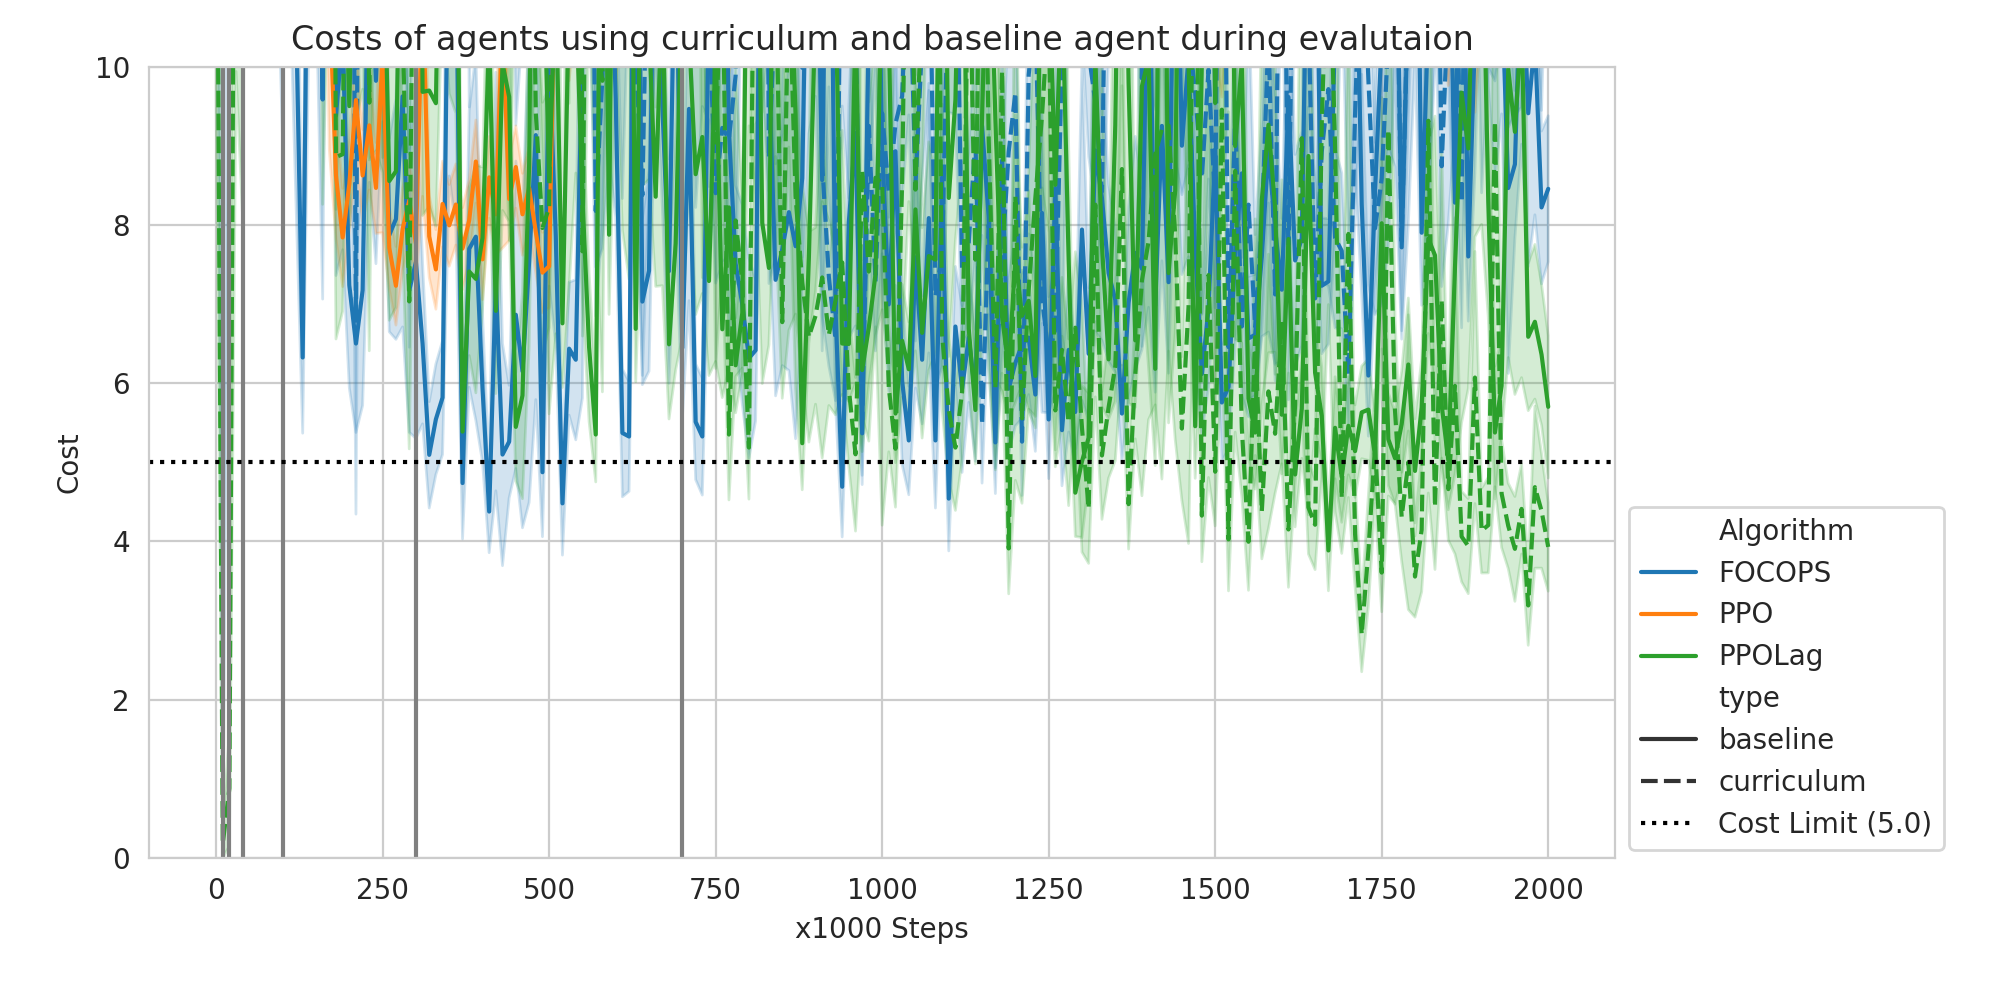 Costs of agents using curriculum and baseline agent during evalutaion
10
8
6
4
2
0
Cost
0 250 500 750 1000 1250 1500 1750 2000
x1000 Steps
Algorithm
FOCOPS
PPO
PPOLag
type
baseline
curriculum
Cost Limit (5.0)